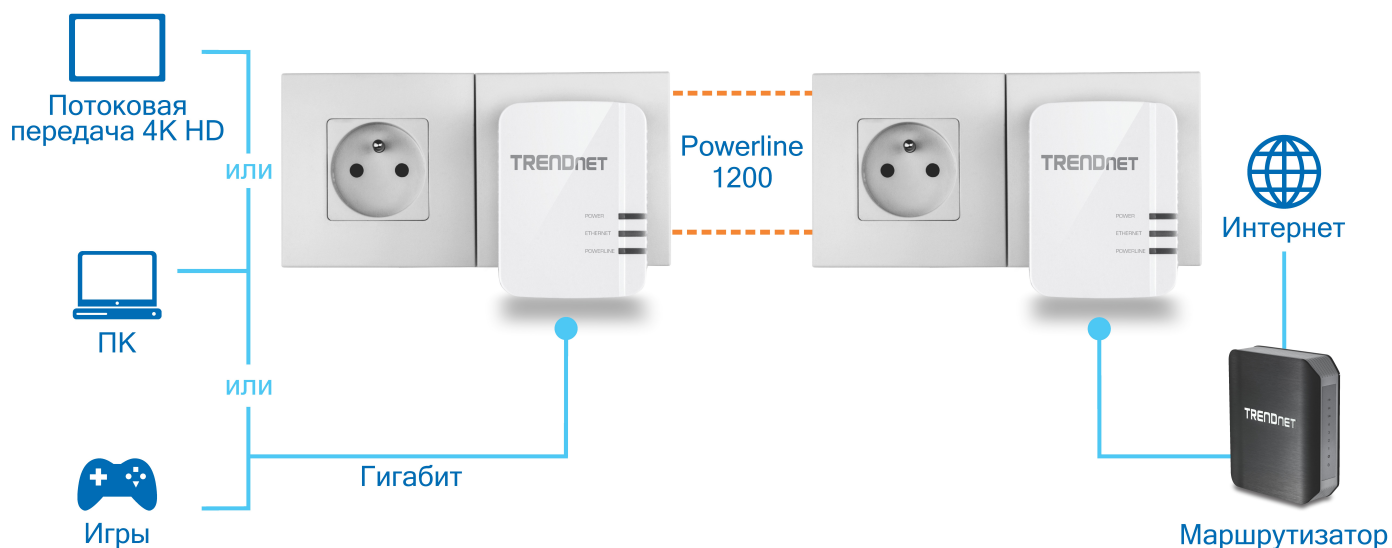 Потоковая
передача 4K HD
или
ПК
или
Игры
Гигабит
TRENDNET
POWER
ETHERNET
POWERLINE
Powerline
1200
TRENDNET
POWER
ETHERNET
POWERLINE
Интернет
TRENDNET
Маршрутизатор